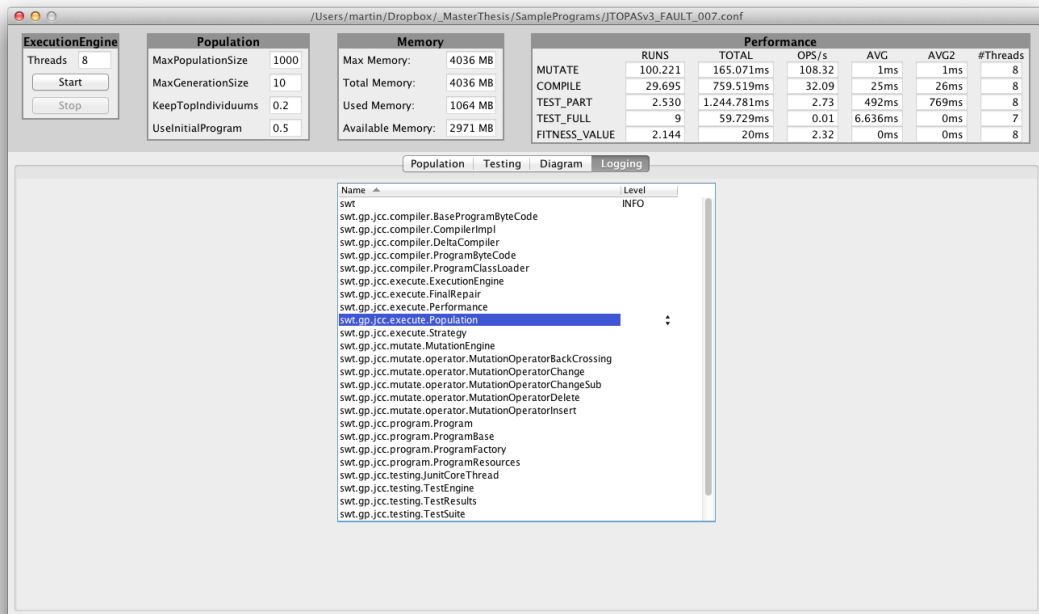 /Users/martin/Dropbox/_MasterThesis/SamplePrograms/JTOPASv3_FAULT_007.conf
ExecutionEngine
Threads 8
Start
Stop
Population
MaxPopulationSize 1000
MaxGenerationSize 10
KeepTopIndividuums 0.2
UseInitialProgram 0.5
Memory
Max Memory: 4036 MB
Total Memory: 4036 MB
Used Memory: 1064 MB
Available Memory: 2971 MB
Performance
RUNS TOTAL OPS/s AVG AVG2 #Threads
MUTATE 100.221 165.071ms 108.32 1ms 1ms 8
COMPILE 29.695 759.519ms 32.09 25ms 26ms 8
TEST_PART 2.530 1.244.781ms 2.73 492ms 769ms 8
TEST_FULL 9 59.729ms 0.01 6.636ms 0ms 7
FITNESS_VALUE 2.144 20ms 2.32 0ms 0ms 8
Population Testing Diagram Logging
Name Level
swt INFO
swt.gp.jcc.compiler.BaseProgramByteCode
swt.gp.jcc.compiler.CompilerImpl
swt.gp.jcc.compiler.DeltaCompiler
swt.gp.jcc.compiler.ProgramByteCode
swt.gp.jcc.compiler.ProgramClassLoader
swt.gp.jcc.execute.ExecutionEngine
swt.gp.jcc.execute.FinalRepair
swt.gp.jcc.execute.Performance
swt.gp.jcc.execute.Population
swt.gp.jcc.execute.Strategy
swt.gp.jcc.mutate.MutationEngine
swt.gp.jcc.mutate.operator.MutationOperatorBackCrossing
swt.gp.jcc.mutate.operator.MutationOperatorChange
swt.gp.jcc.mutate.operator.MutationOperatorChangeSub
swt.gp.jcc.mutate.operator.MutationOperatorDelete
swt.gp.jcc.mutate.operator.MutationOperatorInsert
swt.gp.jcc.program.Program
swt.gp.jcc.program.ProgramBase
swt.gp.jcc.program.ProgramFactory
swt.gp.jcc.program.ProgramResources
swt.gp.jcc.testing.JunitCoreThread
swt.gp.jcc.testing.TestEngine
swt.gp.jcc.testing.TestResults
swt.gp.jcc.testing.TestSuite